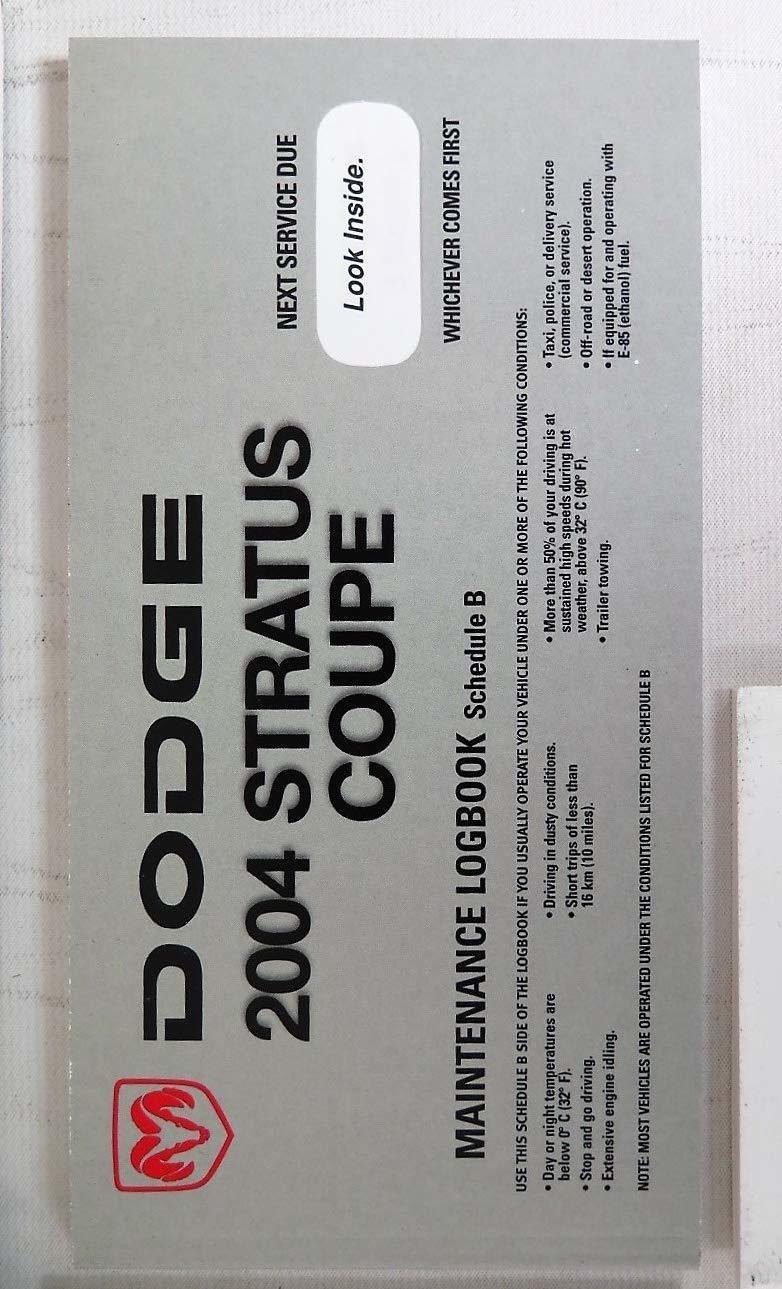 DODGE
2004 STRATUS
COUPE
NEXT SERVICE DUE
Look Inside.
WHICHEVER COMES FIRST
MAINTENANCE LOGBOOK Schedule B
USE THIS SCHEDULE B SIDE OF THE LOGBOOK IF YOU USUALLY OPERATE YOUR VEHICLE UNDER ONE OR MORE OF THE FOLLOWING CONDITIONS:
• Day or night temperatures are
below 0° C (32° F).
• Stop and go driving.
• Extensive engine idling.
• Driving in dusty conditions.
• Short trips of less than
16 km (10 miles).
• More than 50% of your driving is at
sustained high speeds during hot
weather, above 32° C (90° F).
• Trailer towing.
• Taxi, police, or delivery service
(commercial service).
• Off-road or desert operation.
• If equipped for and operating with
E-85 (ethanol) fuel.
NOTE: MOST VEHICLES ARE OPERATED UNDER THE CONDITIONS LISTED FOR SCHEDULE B